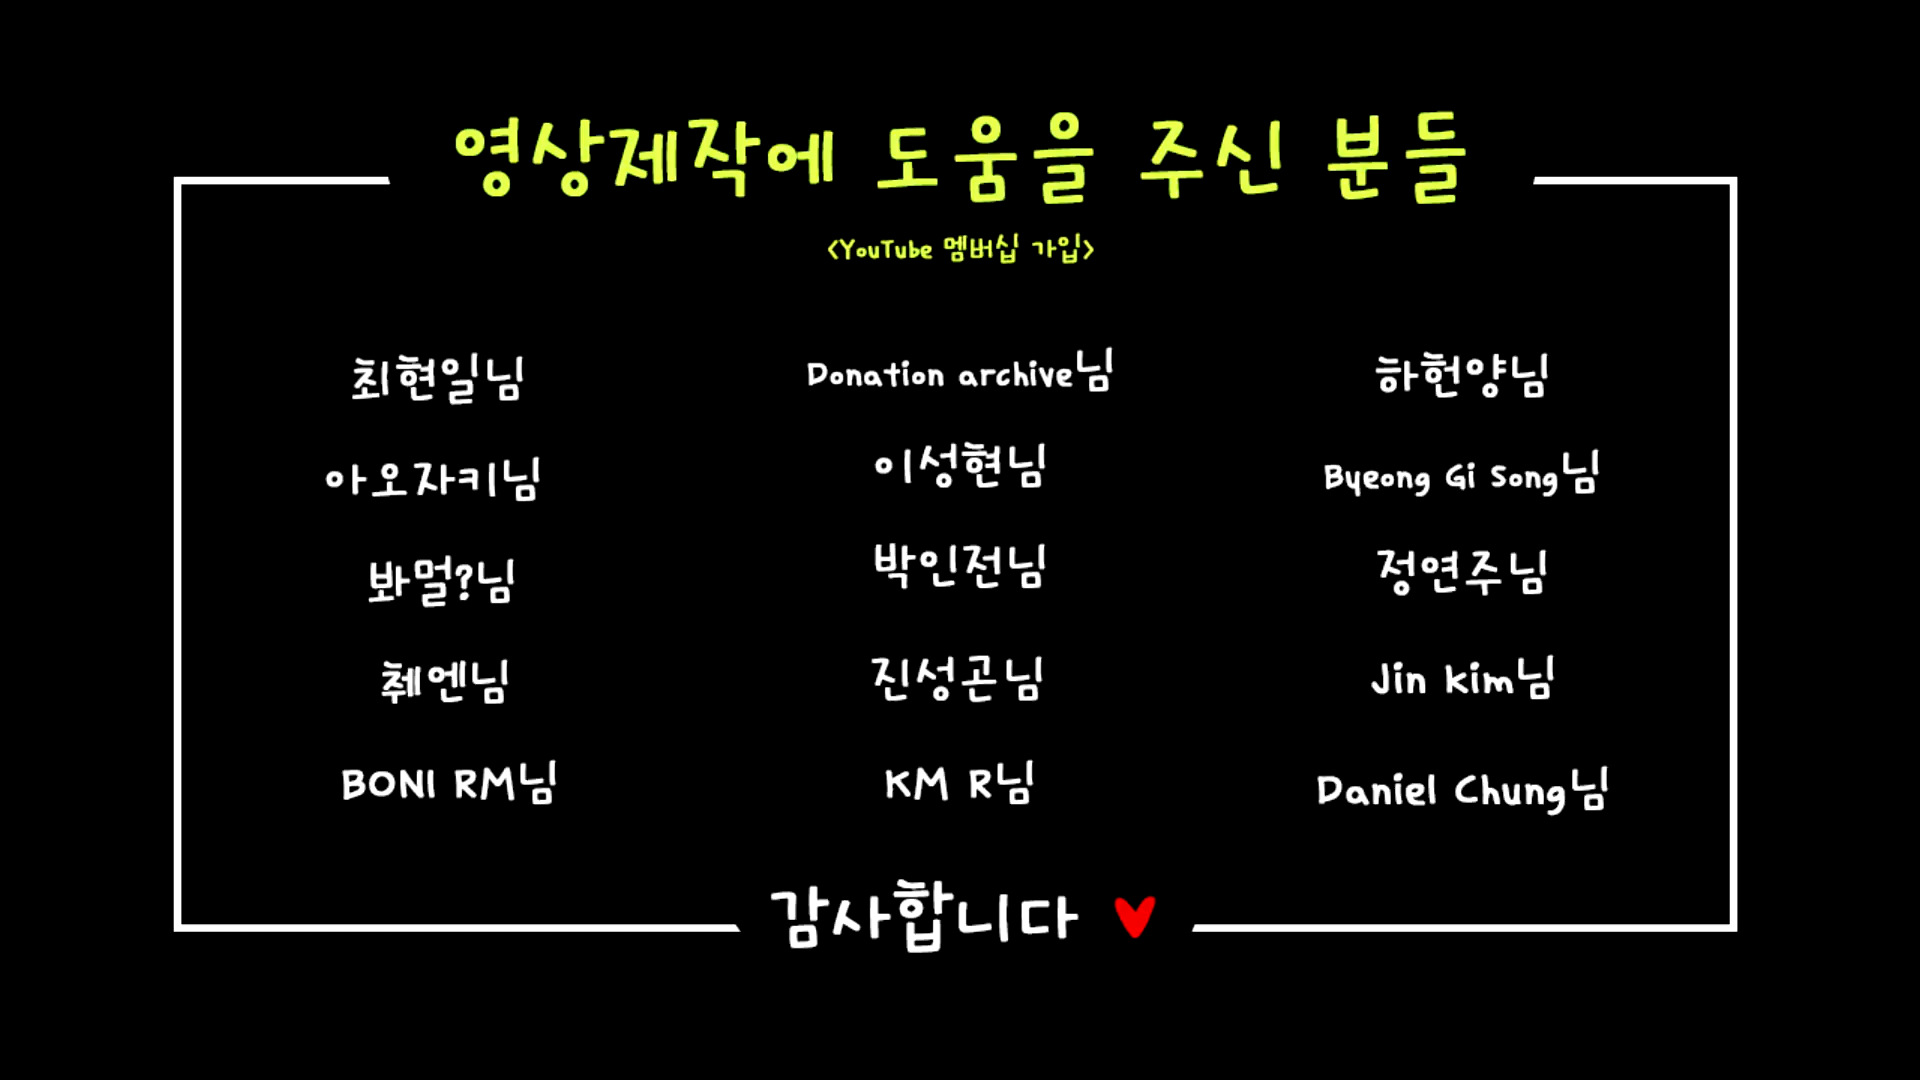 영상제작에 도움을 주신 분들
<YouTube 멤버십 가입>
최현일님 Donation archive님 하헌양님
아오자키님 이성현님 Byeong Gi Song님
봐멀?님 박인전님 정연주님
췌엔님 진성곤님 Jin Kim님
BONI RM님 KM R님 Daniel Chung님
감사합니다 ♥